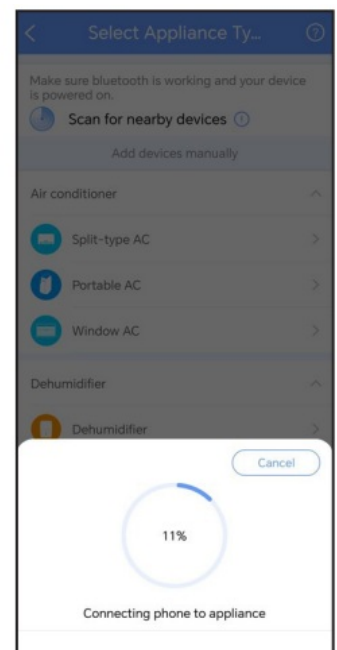 Select Appliance Ty...
Make sure bluetooth is working and your device
is powered on.
Scan for nearby devices
Add devices manually
Air conditioner
Split-type AC
Portable AC
Window AC
Dehumidifier
Dehumidifier
Cancel
11%
Connecting phone to appliance